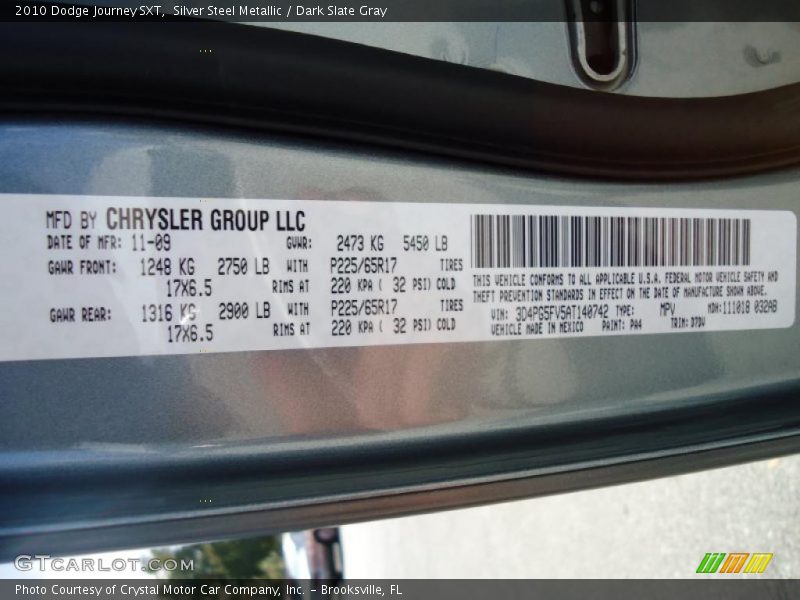 2010 Dodge Journey SXT, Silver Steel Metallic / Dark Slate Gray
MFD BY CHRYSLER GROUP LLC
DATE OF MFR: 11-09 GVWR: 2473 KG 5450 LB
GAWR FRONT: 1248 KG 2750 LB WITH P225/65R17 TIRES
17X6.5 RIMS AT 220 KPA ( 32 PSI) COLD
GAWR REAR: 1316 KG 2900 LB WITH P225/65R17 TIRES
17X6.5 RIMS AT 220 KPA ( 32 PSI) COLD
THIS VEHICLE CONFORMS TO ALL APPLICABLE U.S.A. FEDERAL MOTOR VEHICLE SAFETY AND
THEFT PREVENTION STANDARDS IN EFFECT ON THE DATE OF MANUFACTURE SHOWN ABOVE.
VIN: 3D4PG5FV5AT140742 TYPE: MPV MDH:111018 032AB
VEHICLE MADE IN MEXICO PAINT: PA4 TRIM:D7DV
GTCarlot.com
Photo Courtesy of Crystal Motor Car Company, Inc. – Brooksville, FL